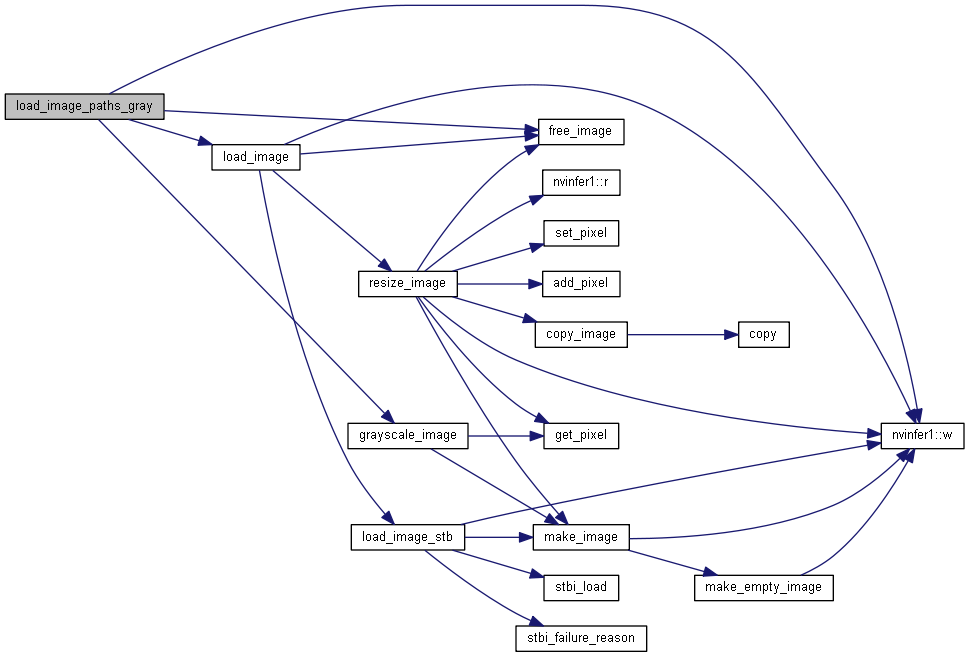 load_image_paths_gray
free_image
load_image
nvinfer1::r
set_pixel
resize_image
add_pixel
copy_image
copy
grayscale_image
get_pixel
nvinfer1::w
load_image_stb
make_image
stbi_load
make_empty_image
stbi_failure_reason